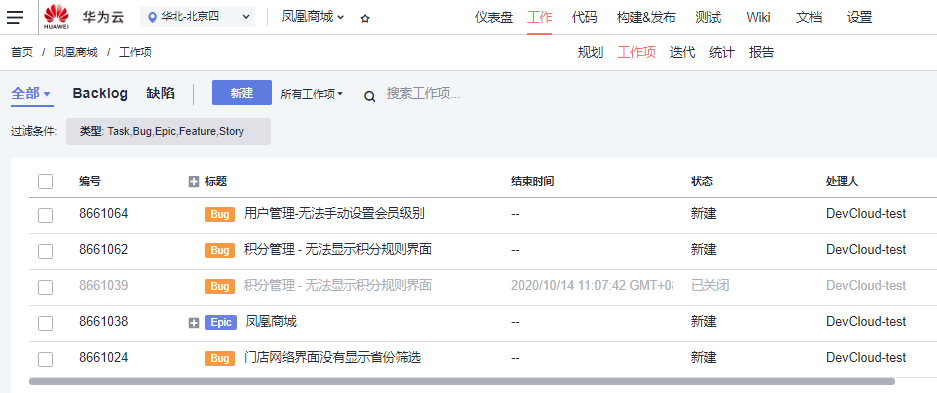 HUAWEI 华为云 华北-北京四 凤凰商城 仪表盘 工作 代码 构建&发布 测试 Wiki 文档 设置
首页 / 凤凰商城 / 工作项 规划 工作项 迭代 统计 报告
全部 Backlog 缺陷 新建 所有工作项 搜索工作项...
过滤条件: 类型: Task,Bug,Epic,Feature,Story
编号 标题 结束时间 状态 处理人
8661064 Bug 用户管理-无法手动设置会员级别 -- 新建 DevCloud-test
8661062 Bug 积分管理 - 无法显示积分规则界面 -- 新建 DevCloud-test
8661039 Bug 积分管理 - 无法显示积分规则界面 2020/10/14 11:07:42 GMT+08 已关闭 DevCloud-test
8661038 Epic 凤凰商城 -- 新建 DevCloud-test
8661024 Bug 门店网络界面没有显示省份筛选 -- 新建 DevCloud-test